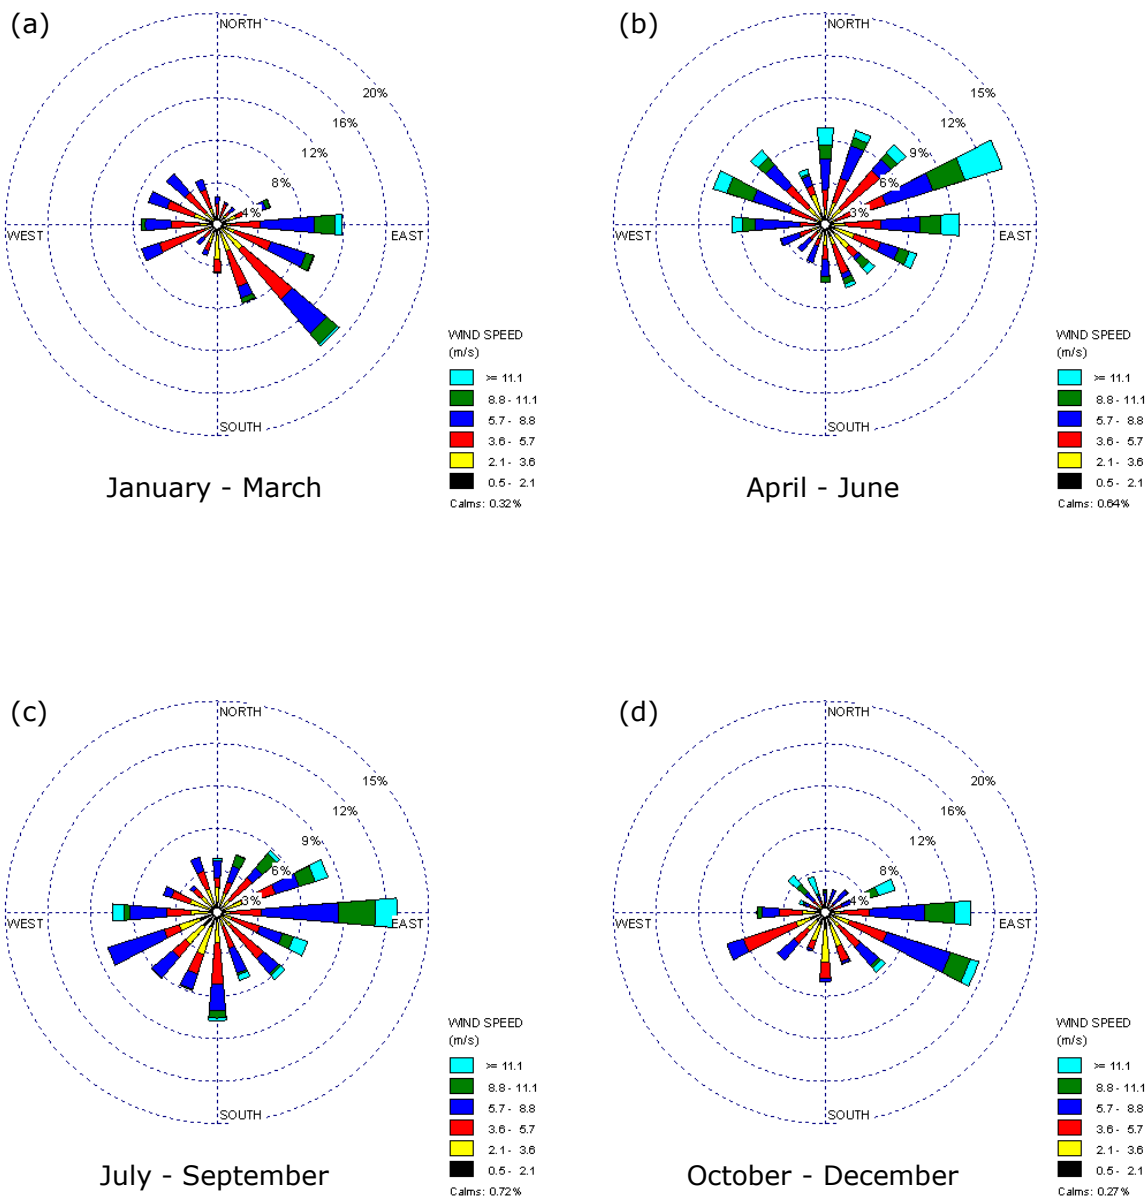 (a)
NORTH
20%
16%
12%
8%
4%
WEST
EAST
SOUTH
WIND SPEED
(m/s)
>= 11.1
8.8 - 11.1
5.7 - 8.8
3.6 - 5.7
2.1 - 3.6
0.5 - 2.1
Calms: 0.32%
January - March
(b)
NORTH
15%
12%
9%
6%
3%
WEST
EAST
SOUTH
WIND SPEED
(m/s)
>= 11.1
8.8 - 11.1
5.7 - 8.8
3.6 - 5.7
2.1 - 3.6
0.5 - 2.1
Calms: 0.64%
April - June
(c)
NORTH
15%
12%
9%
6%
3%
WEST
EAST
SOUTH
WIND SPEED
(m/s)
>= 11.1
8.8 - 11.1
5.7 - 8.8
3.6 - 5.7
2.1 - 3.6
0.5 - 2.1
Calms: 0.72%
July - September
(d)
NORTH
20%
16%
12%
8%
4%
WEST
EAST
SOUTH
WIND SPEED
(m/s)
>= 11.1
8.8 - 11.1
5.7 - 8.8
3.6 - 5.7
2.1 - 3.6
0.5 - 2.1
Calms: 0.27%
October - December